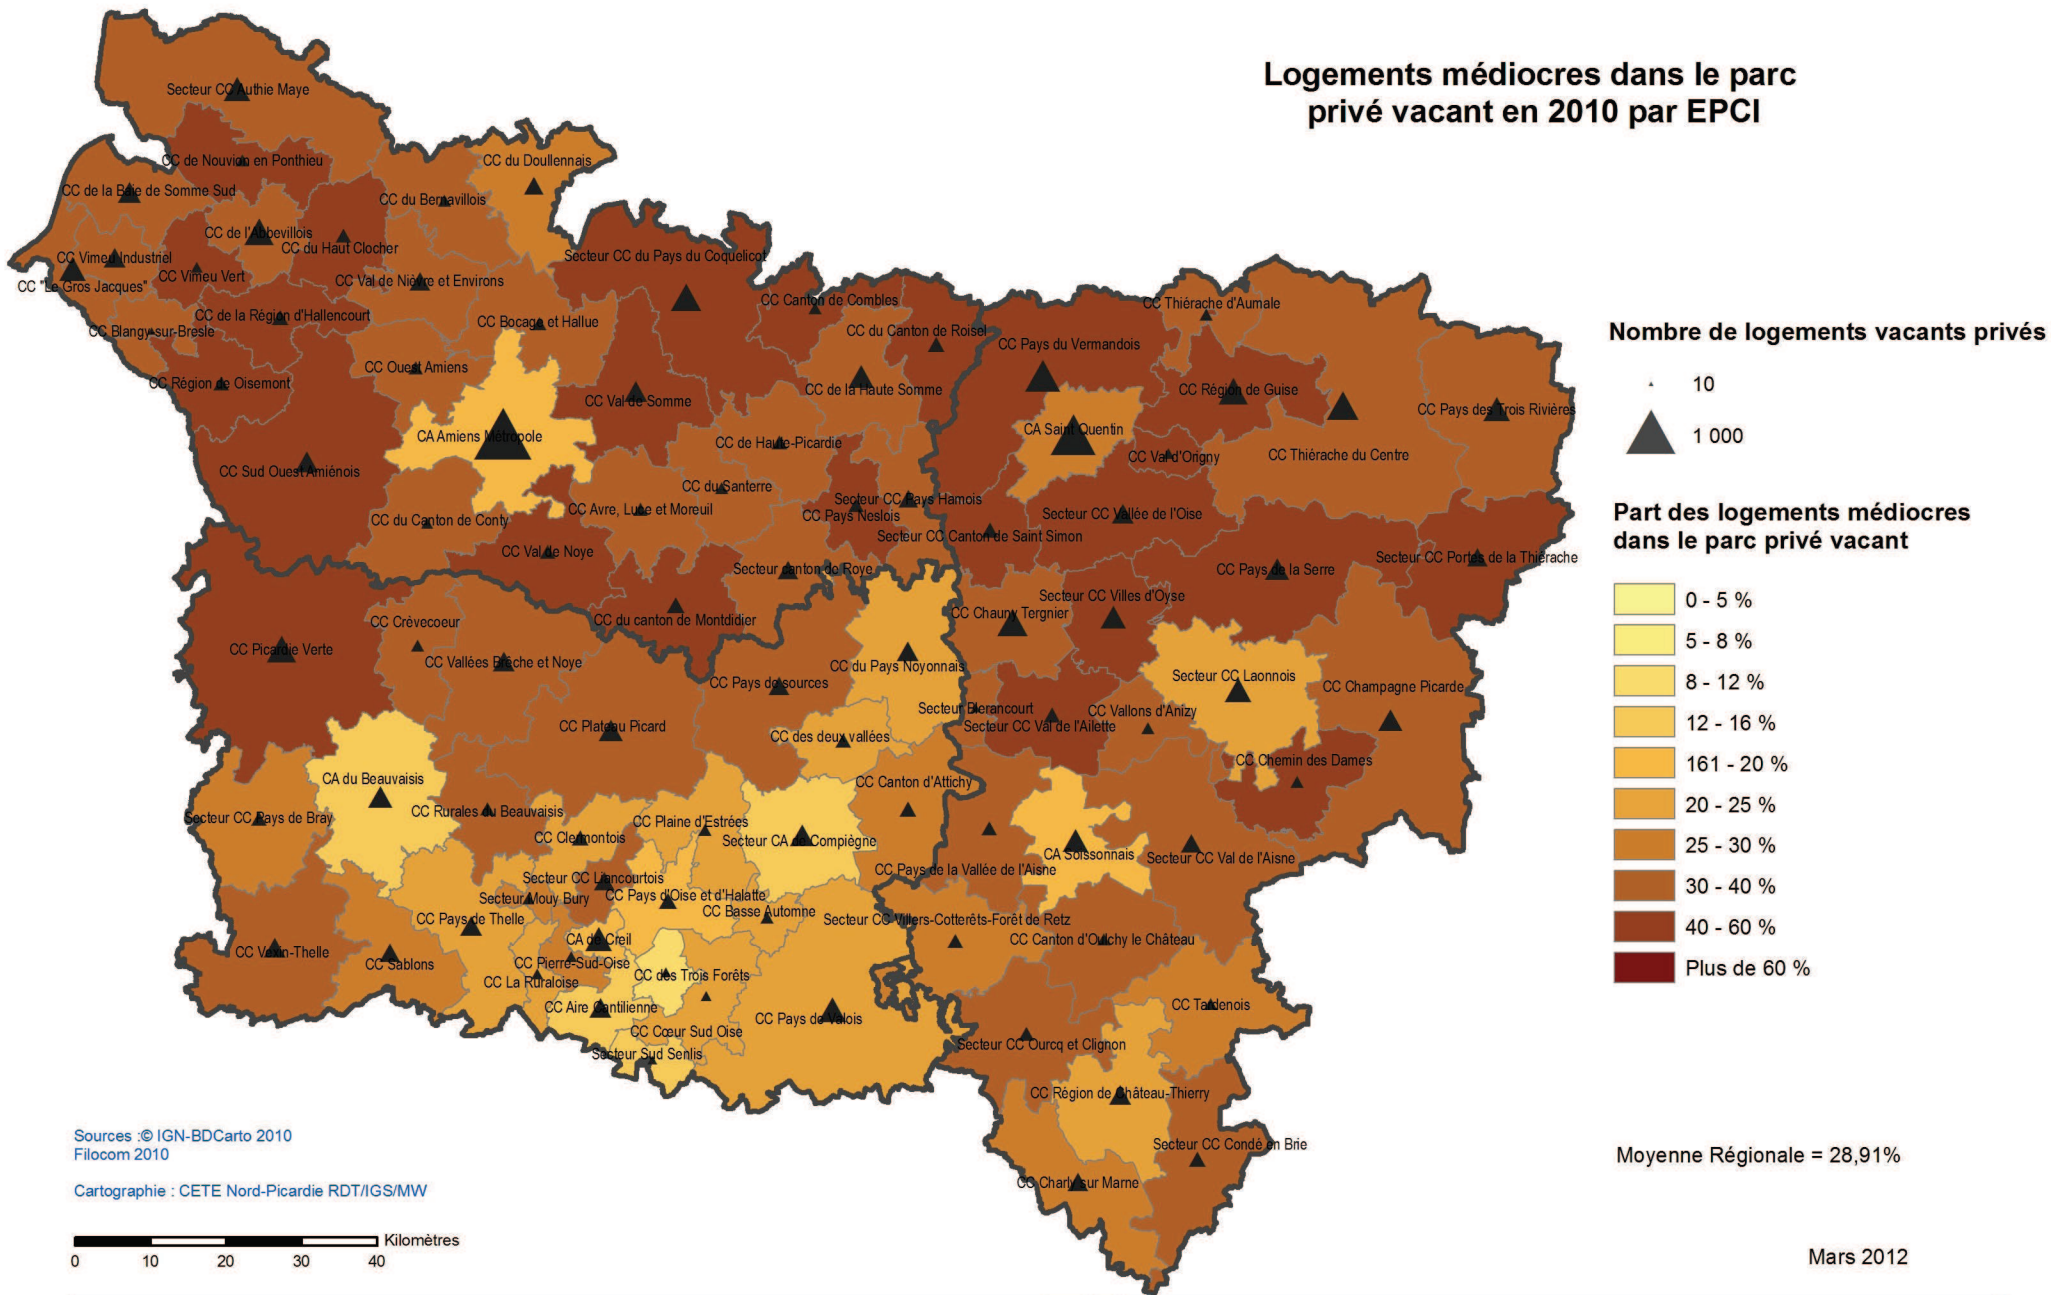 Logements médiocres dans le parc
privé vacant en 2010 par EPCI
Secteur CC Authie Maye
CC de Nouvion en Ponthieu
CC du Doullennais
CC de la Baie de Somme Sud
CC du Bernavillois
CC de l'Abbevillois
CC du Haut Clocher
CC Vimeu Industriel
CC Vimeu Vert
CC "Le Gros Jacques"
CC Val de Nièvre et Environs
Secteur CC du Pays du Coquelicot
CC Canton de Combles
CC Thiérache d'Aumale
CC de la Région d'Hallencourt
CC Blangy-sur-Bresle
CC Bocage et Hallue
CC du Canton de Roisel
CC Pays du Vermandois
CC Ouest Amiens
CC Région de Oisemont
CC de la Haute Somme
CC Région de Guise
CC Val de Somme
CC Pays des Trois Rivières
CA Amiens Métropole
CC de Haute-Picardie
CA Saint Quentin
CC Val d'Origny
CC Thiérache du Centre
CC Sud Ouest Amiénois
CC du Santerre
Secteur CC Pays Hamois
CC Avre, Luce et Moreuil
CC Pays Neslois
Secteur CC Vallée de l'Oise
CC du Canton de Conty
Secteur CC Canton de Saint Simon
CC Val de Noye
Secteur CC Portes de la Thiérache
Secteur canton de Roye
CC Pays de la Serre
Secteur CC Villes d'Oyse
CC Chauny Tergnier
CC du canton de Montdidier
CC Crèvecoeur
CC Picardie Verte
CC Vallées Brèche et Noye
CC du Pays Noyonnais
Secteur CC Laonnois
CC Champagne Picarde
CC Pays de sources
Secteur Blerancourt
CC Vallons d'Anizy
CC Plateau Picard
Secteur CC Val de l'Ailette
CC des deux vallées
CC Chemin des Dames
CA du Beauvaisis
CC Canton d'Attichy
CC Rurales du Beauvaisis
Secteur CC Pays de Bray
CC Plaine d'Estrées
CC Clermontois
Secteur CA de Compiègne
CA Soissonnais
Secteur CC Val de l'Aisne
CC Pays de la Vallée de l'Aisne
Secteur CC Liancourtois
Secteur Mouy Bury
CC Pays d'Oise et d'Halatte
CC Basse Automne
CC Pays de Thelle
Secteur CC Villers-Cotterêts-Forêt de Retz
CA de Creil
CC Canton d'Oulchy le Château
CC Vexin-Thelle
CC Sablons
CC Pierre-Sud-Oise
CC des Trois Forêts
CC La Ruraloise
CC Aire Cantilienne
CC Tardenois
CC Pays de Valois
CC Cœur Sud Oise
Secteur CC Ourcq et Clignon
Secteur Sud Senlis
CC Région de Château-Thierry
Secteur CC Condé en Brie
CC Charly sur Marne
Nombre de logements vacants privés
10
1 000
Part des logements médiocres
dans le parc privé vacant
0 - 5 %
5 - 8 %
8 - 12 %
12 - 16 %
161 - 20 %
20 - 25 %
25 - 30 %
30 - 40 %
40 - 60 %
Plus de 60 %
Moyenne Régionale = 28,91%
Mars 2012
Sources :© IGN-BDCarto 2010
Filocom 2010
Cartographie : CETE Nord-Picardie RDT/IGS/MW
Kilomètres
0 10 20 30 40